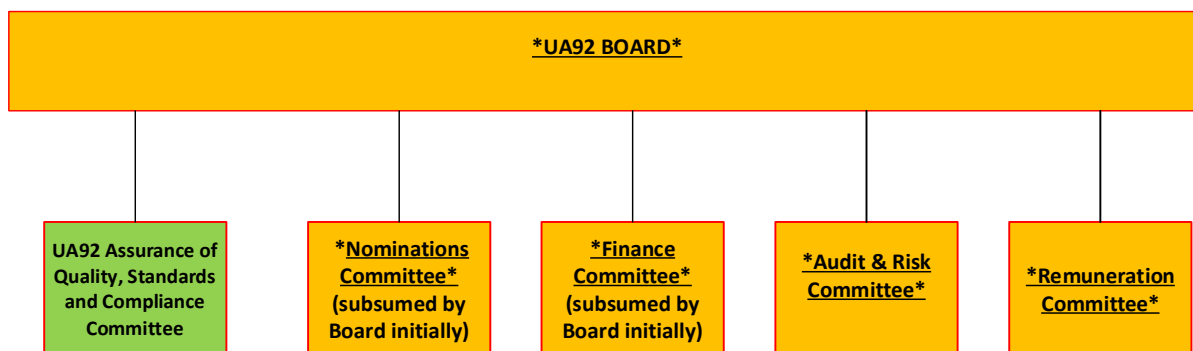 *UA92 BOARD*
UA92 Assurance of
Quality, Standards
and Compliance
Committee
*Nominations
Committee*
(subsumed by
Board initially)
*Finance
Committee*
(subsumed by
Board initially)
*Audit & Risk
Committee*
*Remuneration
Committee*